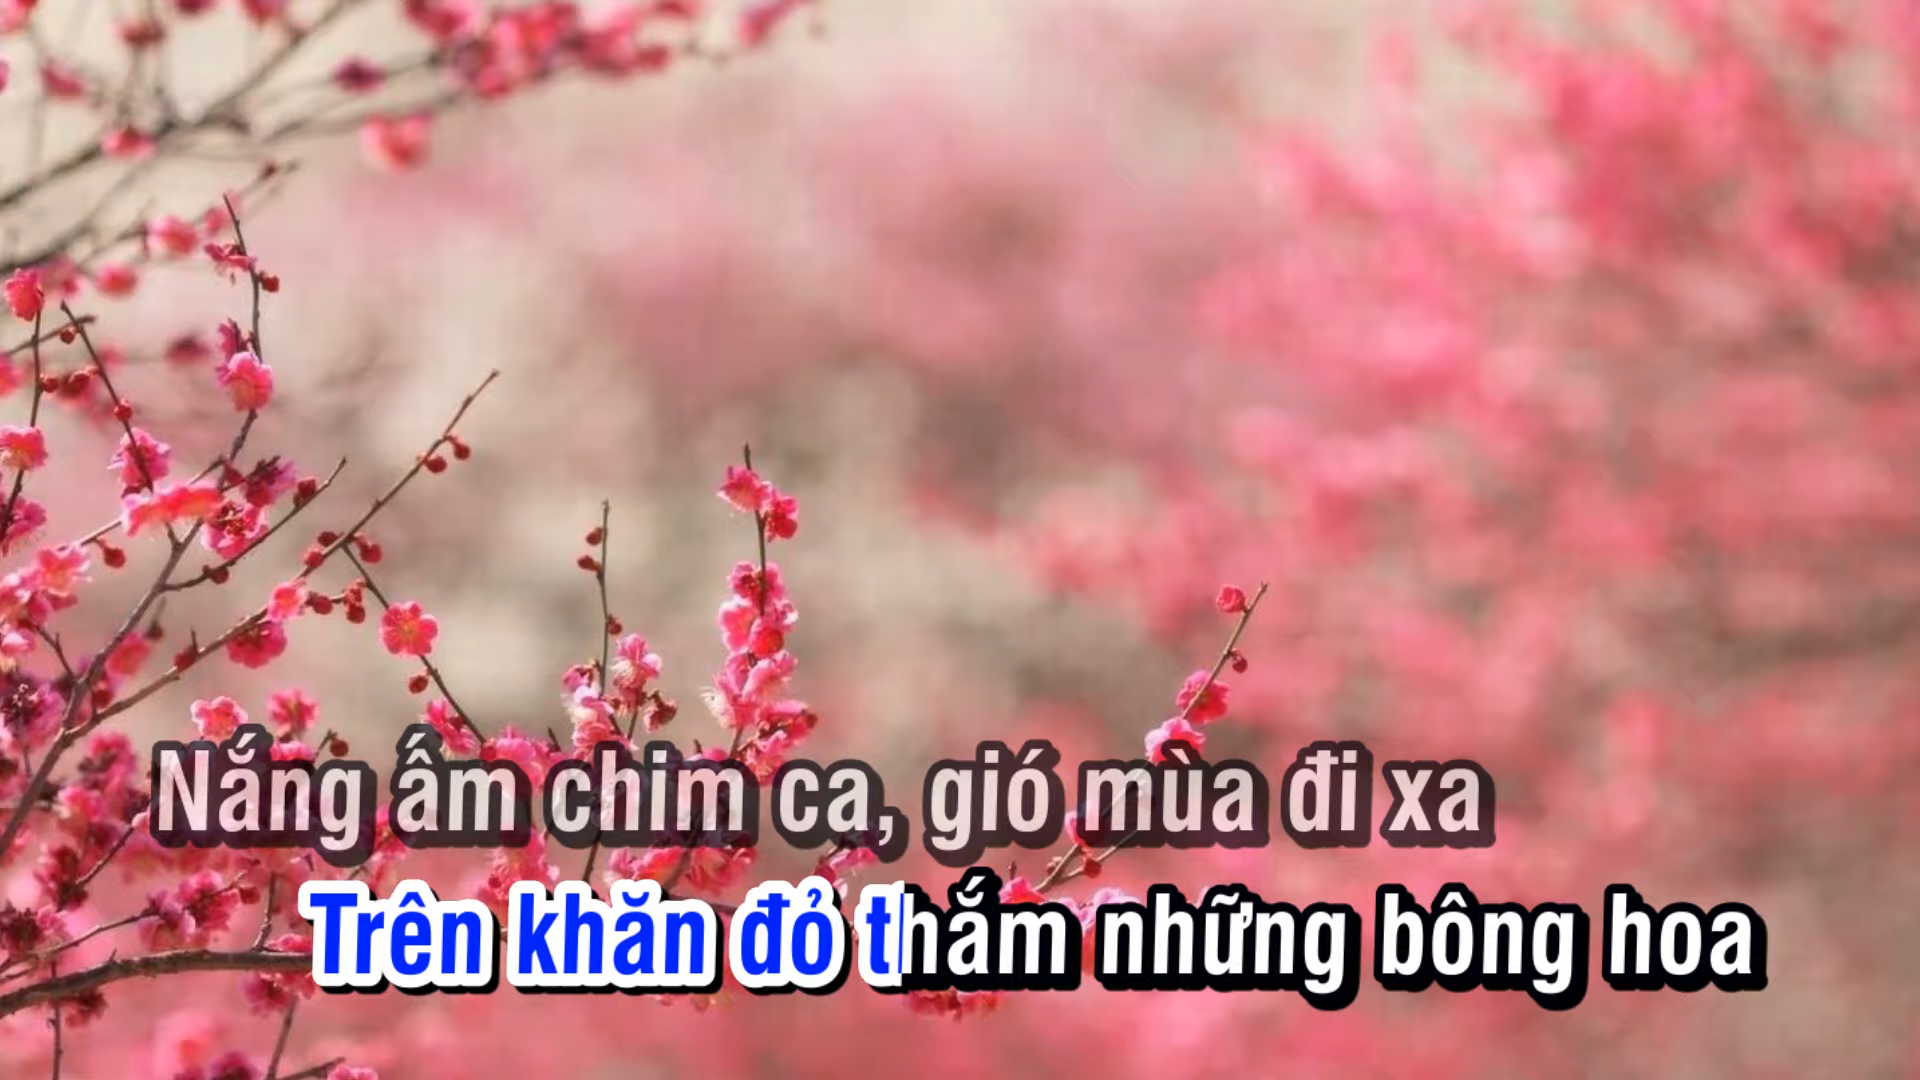 Nắng ấm chim ca, gió mùa đi xa
Trên khăn đỏ thắm những bông hoa